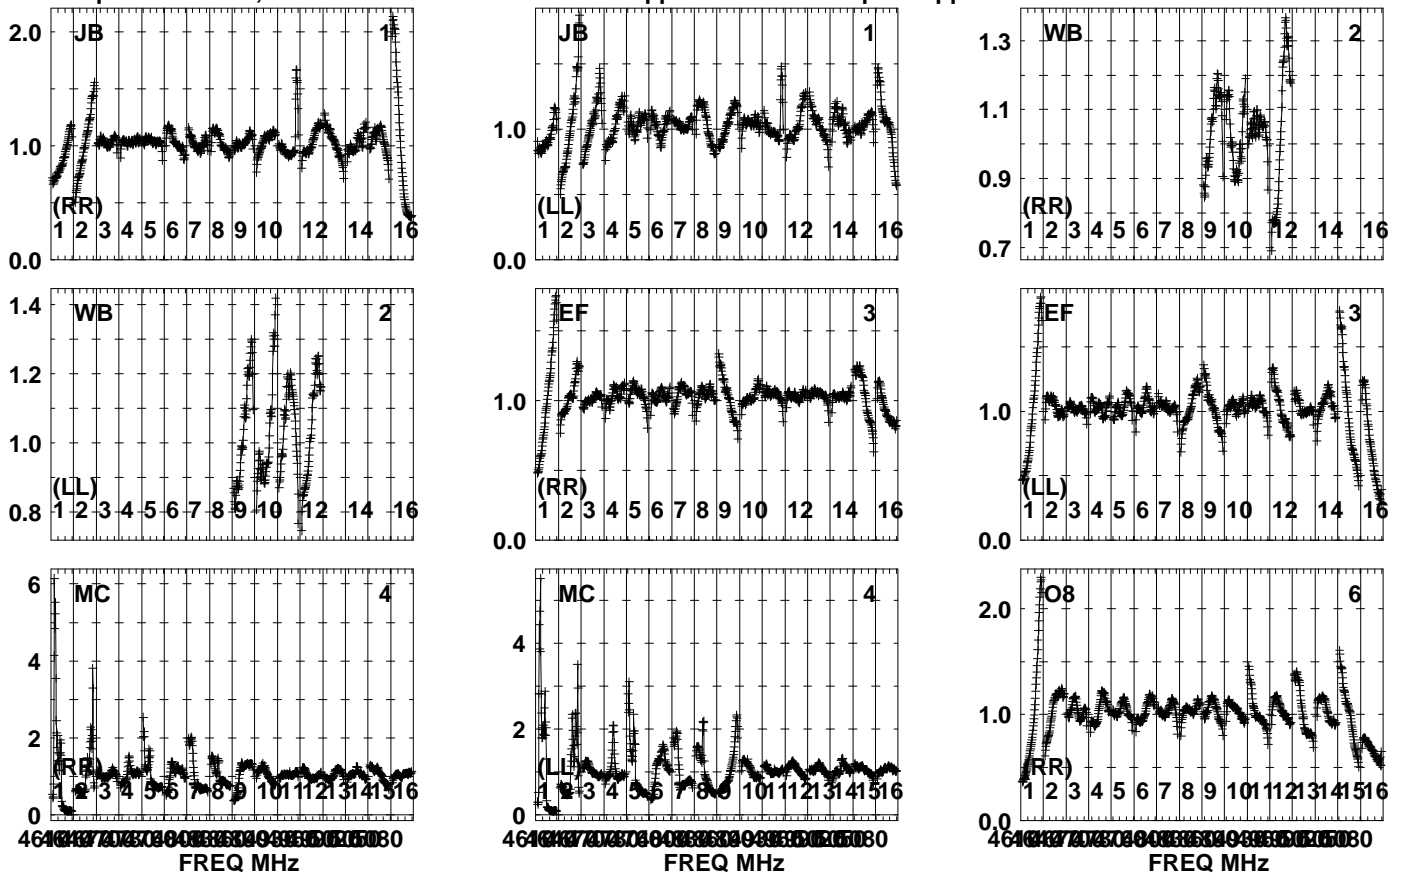 JB 1
2.0
1.0
0.0
(RR)
1 2 3 4 5 6 7 8 9 10 12 14 16
JB 1
1.0
0.0
(LL)
1 2 3 4 5 6 7 8 9 10 12 14 16
WB 2
1.3
1.1
0.9
0.7
(RR)
1 2 3 4 5 6 7 8 9 10 12 14 16
WB 2
1.4
1.2
1.0
0.8
(LL)
1 2 3 4 5 6 7 8 9 10 12 14 16
EF 3
1.0
0.0
(RR)
1 2 3 4 5 6 7 8 9 10 12 14 16
EF 3
1.0
0.0
(LL)
1 2 3 4 5 6 7 8 9 10 12 14 16
MC 4
6
4
2
0
(RR)
1 2 3 4 5 6 7 8 9 10 11 12 13 14 15 16
FREQ MHz
MC 4
4
2
0
(LL)
1 2 3 4 5 6 7 8 9 10 11 12 13 14 15 16
FREQ MHz
O8 6
2.0
1.0
0.0
(RR)
1 2 3 4 5 6 7 8 9 10 11 12 13 14 15 16
FREQ MHz